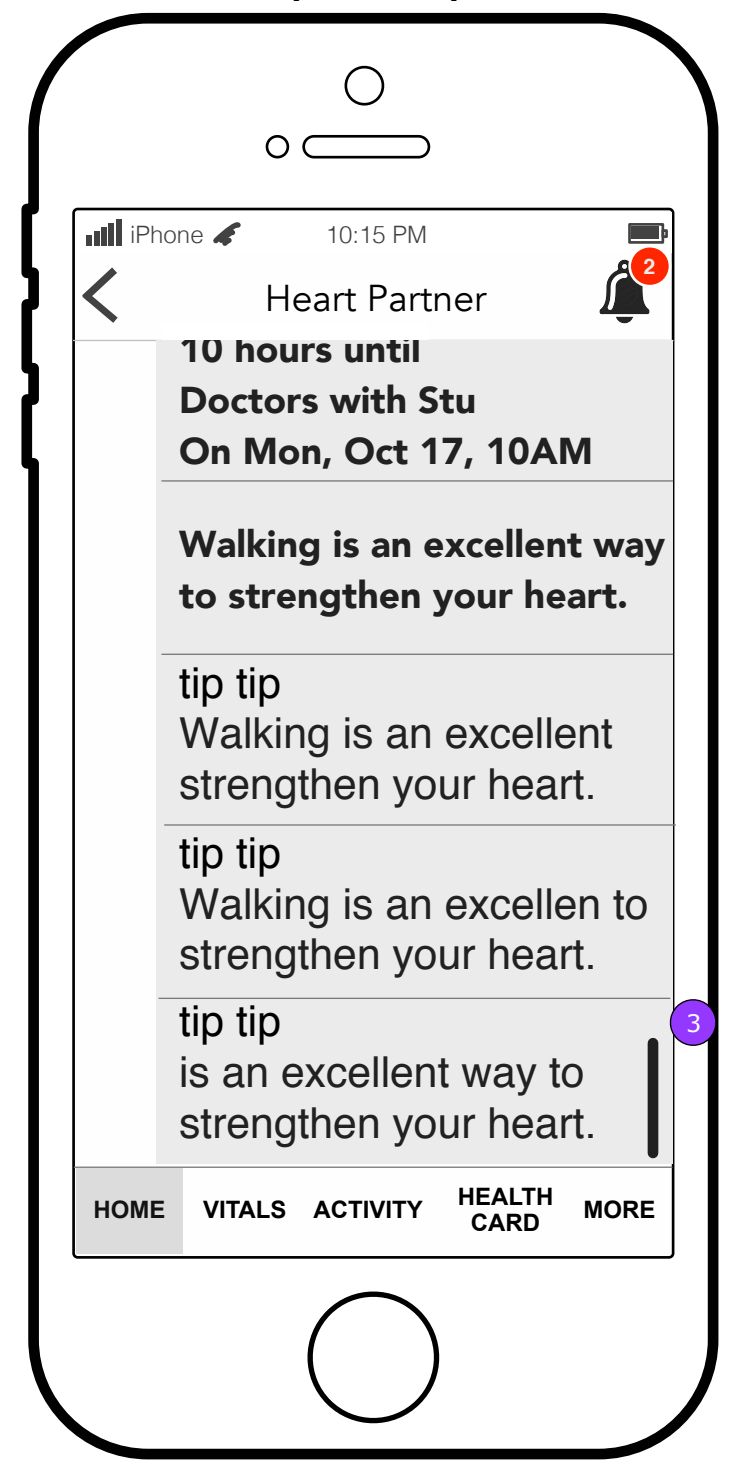 iPhone 10:15 PM
2
Heart Partner
10 hours until
Doctors with Stu
On Mon, Oct 17, 10AM
Walking is an excellent way
to strengthen your heart.
tip tip
Walking is an excellent
strengthen your heart.
tip tip
Walking is an excellen to
strengthen your heart.
tip tip
3
is an excellent way to
strengthen your heart.
HOME VITALS ACTIVITY HEALTH CARD MORE